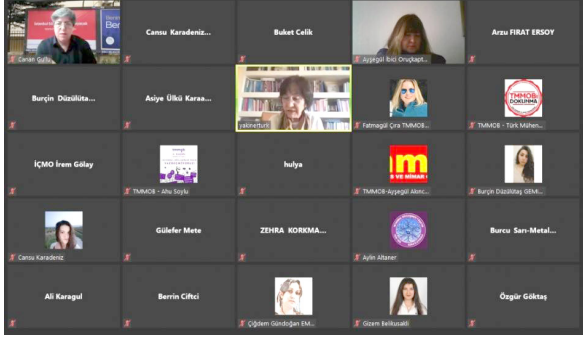 Canan Güllü
Cansu Karadeniz...
Buket Celik
Ayşegül İbici Oruçkapt...
Arzu FIRAT ERSOY
Burçin Düzülüta...
Asiye Ülkü Karaa...
yakinerturk
Fatmagül Çıra TMMOB...
TMMOB - Türk Mühen...
TMMOB
İÇMO İrem Gölay
TMMOB - Ahu Soylu
hulya
TMMOB-Ayşegül Akınc...
Burçin Düzülütaş GEMİ...
Cansu Karadeniz
Gülefer Mete
ZEHRA KORKMA...
Aylin Altaner
Burcu Sarı-Metal...
Ali Karagul
Berrin Ciftci
Çiğdem Gündoğan EM...
Gizem Belikusakli
Özgür Göktaş